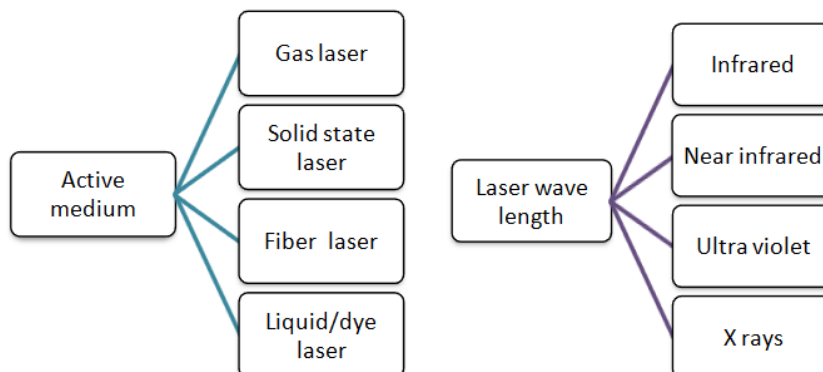 Gas laser
Solid state
laser
Active
medium
Fiber laser
Liquid/dye
laser
Infrared
Near infrared
Laser wave
length
Ultra violet
X rays